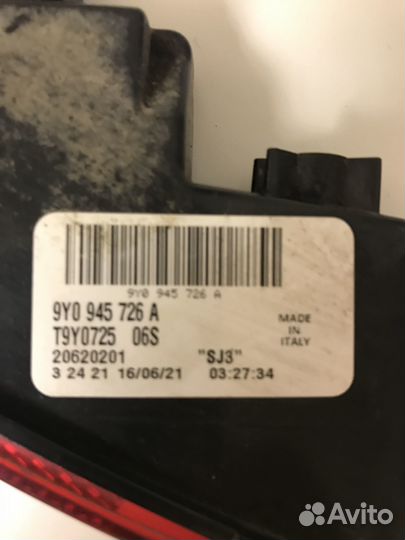 9Y0 945 726 A
9Y0 945 726 A
T9Y0725 06S
20620201 "SJ3"
3 24 21 16/06/21 03:27:34
MADE
IN
ITALY
Avito